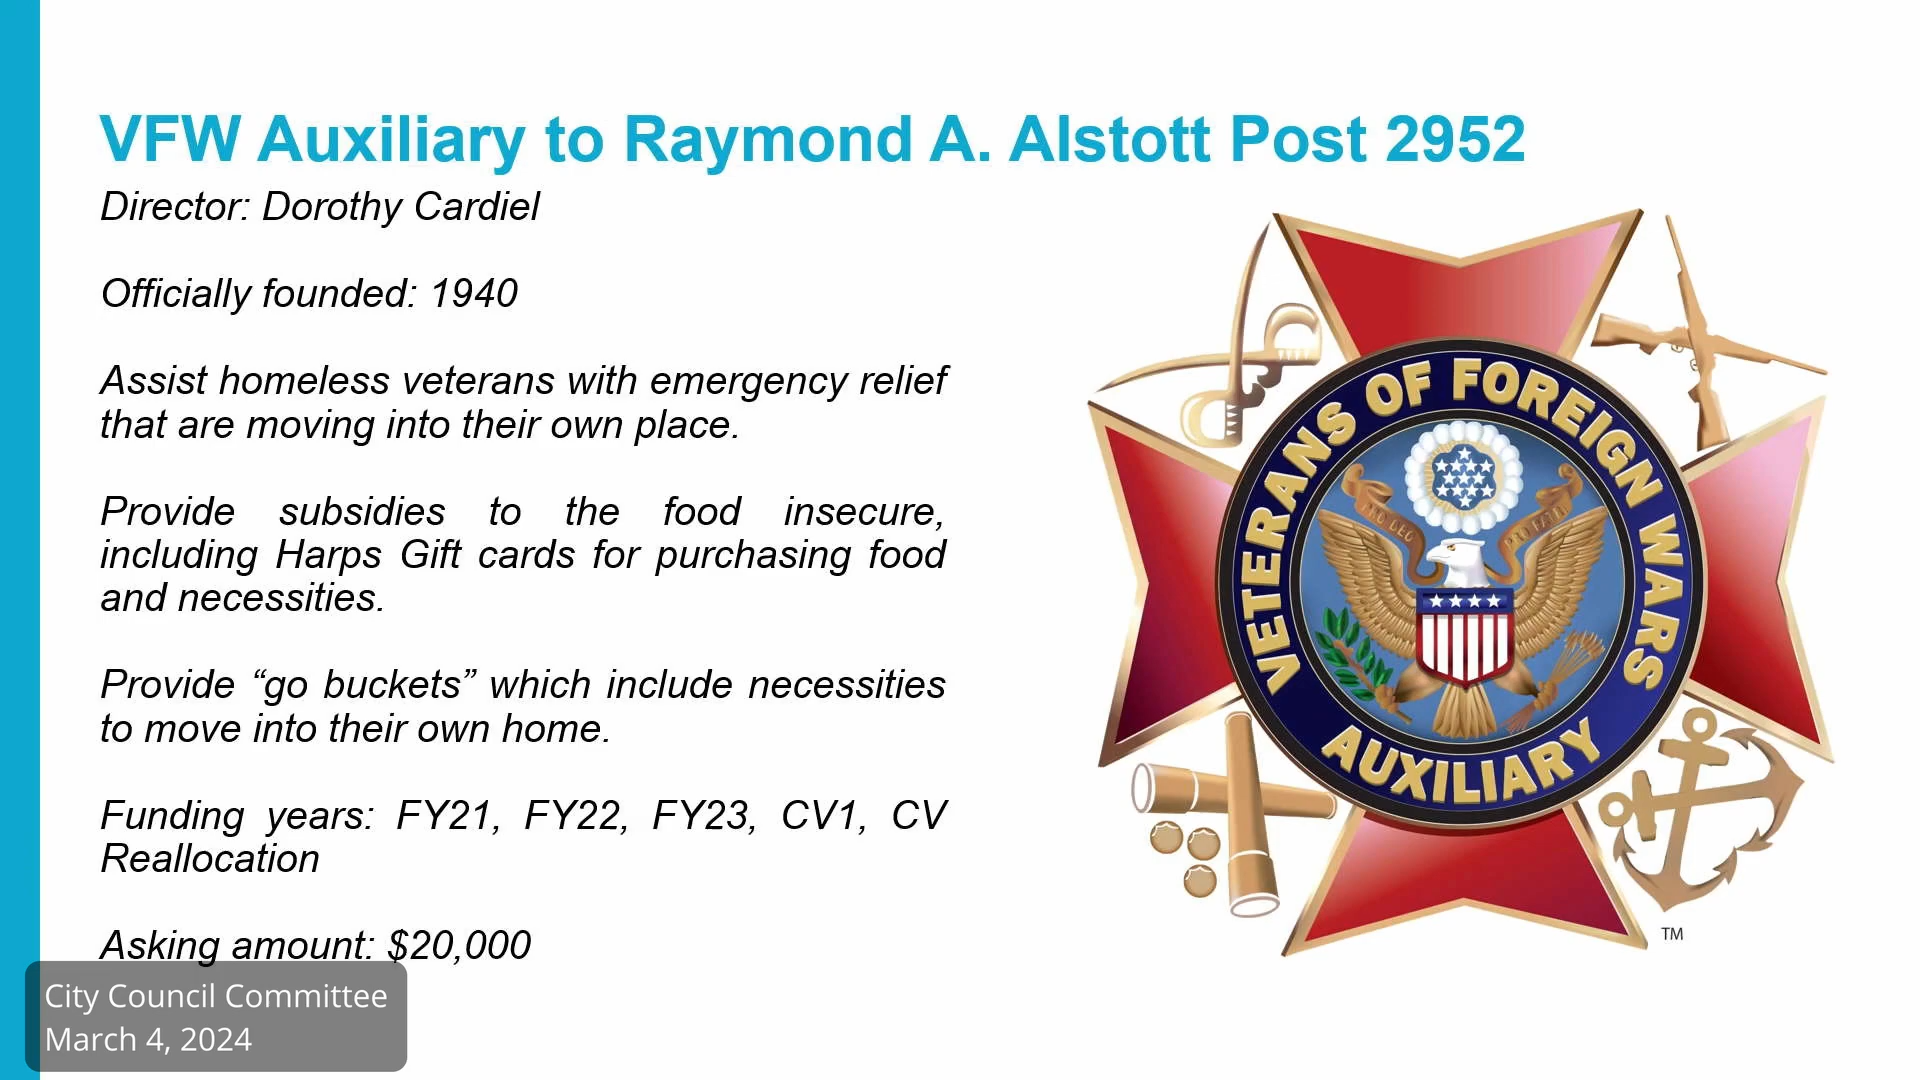 VFW Auxiliary to Raymond A. Alstott Post 2952
Director: Dorothy Cardiel
Officially founded: 1940
Assist homeless veterans with emergency relief
that are moving into their own place.
Provide subsidies to the food insecure,
including Harps Gift cards for purchasing food
and necessities.
Provide “go buckets” which include necessities
to move into their own home.
Funding years: FY21, FY22, FY23, CV1, CV
Reallocation
Asking amount: $20,000
City Council Committee
March 4, 2024
VETERANS OF FOREIGN WARS
AUXILIARY
TM